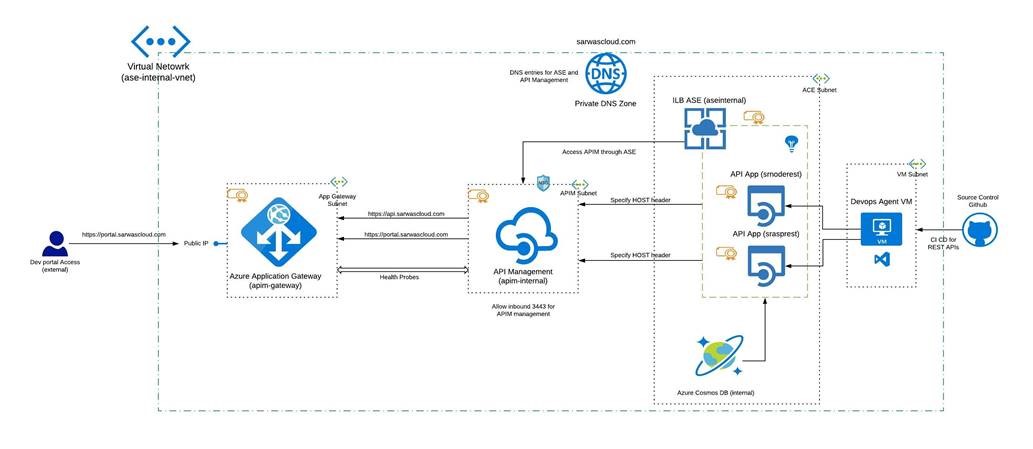 sarwascloud.com
Virtual Netowrk
(ase-internal-vnet)
DNS entries for ASE and
API Management
DNS
Private DNS Zone
ACE Subnet
ILB ASE (aseinternal)
Access APIM through ASE
App Gateway
Subnet
APIM Subnet
API App (srnoderest)
VM Subnet
Specify HOST header
Devops Agent VM
Source Control
Github
https://api.sarwascloud.com
https://portal.sarwascloud.com
Public IP
https://portal.sarwascloud.com
API App (srasprest)
VM
CI CD for
REST APIs
Dev portal Access
(external)
Specify HOST header
Azure Application Gateway
(apim-gateway)
Health Probes
API Management
(apim-internal)
Allow inbound 3443 for
APIM management
Azure Cosmos DB (internal)